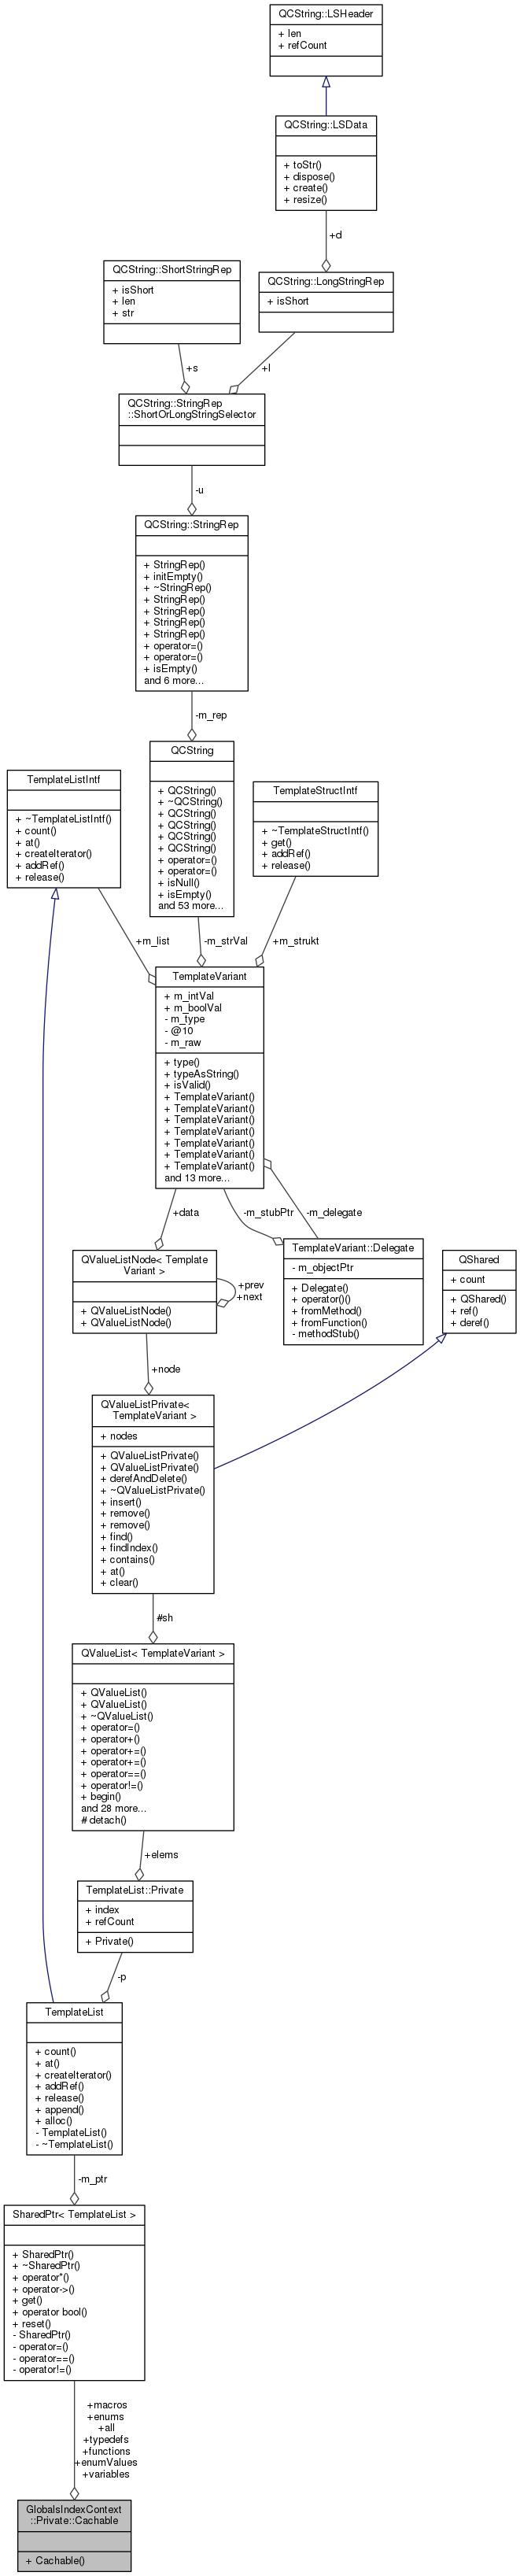 QCString::LSHeader
+ len
+ refCount
QCString::LSData
+ toStr()
+ dispose()
+ create()
+ resize()
+d
QCString::ShortStringRep
+ isShort
+ len
+ str
QCString::LongStringRep
+ isShort
+s
+l
QCString::StringRep
::ShortOrLongStringSelector
-u
QCString::StringRep
+ StringRep()
+ initEmpty()
+ ~StringRep()
+ StringRep()
+ StringRep()
+ StringRep()
+ StringRep()
+ operator=()
+ operator=()
+ isEmpty()
and 6 more...
-m_rep
TemplateListIntf
+ ~TemplateListIntf()
+ count()
+ at()
+ createIterator()
+ addRef()
+ release()
QCString
+ QCString()
+ ~QCString()
+ QCString()
+ QCString()
+ QCString()
+ QCString()
+ operator=()
+ operator=()
+ isNull()
+ isEmpty()
and 53 more...
TemplateStructIntf
+ ~TemplateStructIntf()
+ get()
+ addRef()
+ release()
+m_list
-m_strVal
+m_strukt
TemplateVariant
+ m_intVal
+ m_boolVal
- m_type
- @10
- m_raw
+ type()
+ typeAsString()
+ isValid()
+ TemplateVariant()
+ TemplateVariant()
+ TemplateVariant()
+ TemplateVariant()
+ TemplateVariant()
+ TemplateVariant()
+ TemplateVariant()
and 13 more...
+data
-m_stubPtr
-m_delegate
QValueListNode< Template
Variant >
+ QValueListNode()
+ QValueListNode()
+prev
+next
TemplateVariant::Delegate
- m_objectPtr
+ Delegate()
+ operator()()
+ fromMethod()
+ fromFunction()
- methodStub()
QShared
+ count
+ QShared()
+ ref()
+ deref()
+node
QValueListPrivate<
TemplateVariant >
+ nodes
+ QValueListPrivate()
+ QValueListPrivate()
+ derefAndDelete()
+ ~QValueListPrivate()
+ insert()
+ remove()
+ remove()
+ find()
+ findIndex()
+ contains()
+ at()
+ clear()
#sh
QValueList< TemplateVariant >
+ QValueList()
+ QValueList()
+ ~QValueList()
+ operator=()
+ operator+()
+ operator+=()
+ operator+=()
+ operator==()
+ operator!=()
+ begin()
and 28 more...
# detach()
+elems
TemplateList::Private
+ index
+ refCount
+ Private()
-p
TemplateList
+ count()
+ at()
+ createIterator()
+ addRef()
+ release()
+ append()
+ alloc()
- TemplateList()
- ~TemplateList()
-m_ptr
SharedPtr< TemplateList >
+ SharedPtr()
+ ~SharedPtr()
+ operator*()
+ operator->()
+ get()
+ operator bool()
+ reset()
- SharedPtr()
- operator=()
- operator==()
- operator!=()
+macros
+enums
+all
+typedefs
+functions
+enumValues
+variables
GlobalsIndexContext
::Private::Cachable
+ Cachable()